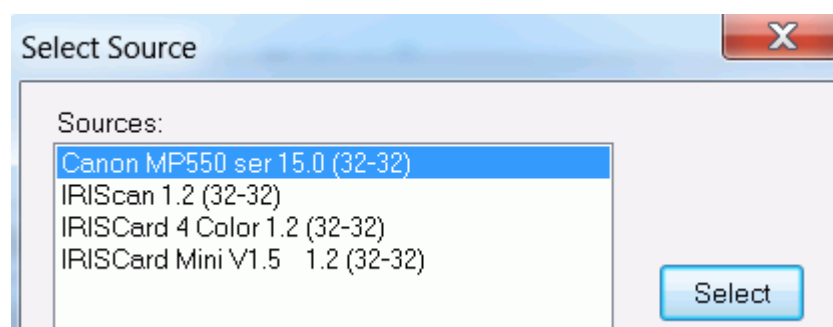 Select Source
Sources:
Canon MP550 ser 15.0 (32-32)
IRIScan 1.2 (32-32)
IRISCard 4 Color 1.2 (32-32)
IRISCard Mini V1.5   1.2 (32-32)
Select